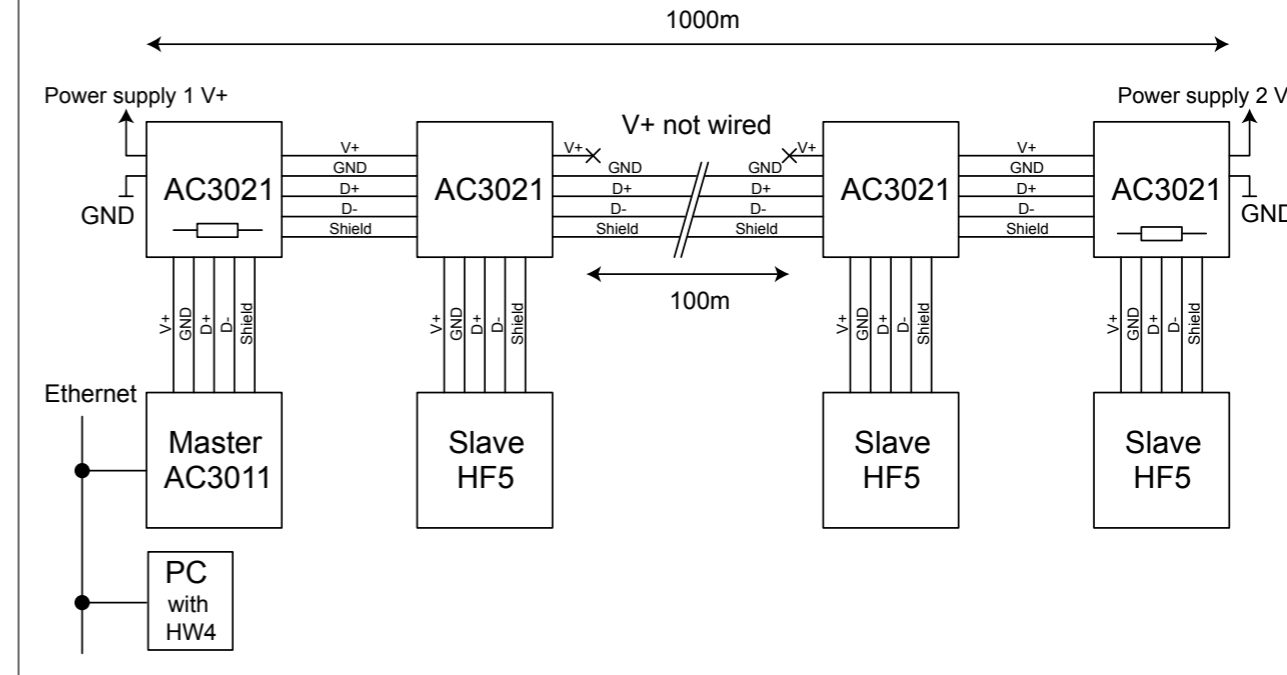 1000m
Power supply 1 V+
Power supply 2 V
V+ not wired
AC3021
GND
V+
GND
D+
D-
Shield
AC3021
V+
GND
D+
D-
Shield
100m
V+
GND
D+
D-
Shield
AC3021
V+
GND
D+
D-
Shield
AC3021
GND
V+
GND
D+
D-
Shield
V+
GND
D+
D-
Shield
V+
GND
D+
D-
Shield
V+
GND
D+
D-
Shield
Ethernet
Master
AC3011
Slave
HF5
Slave
HF5
Slave
HF5
PC
with
HW4